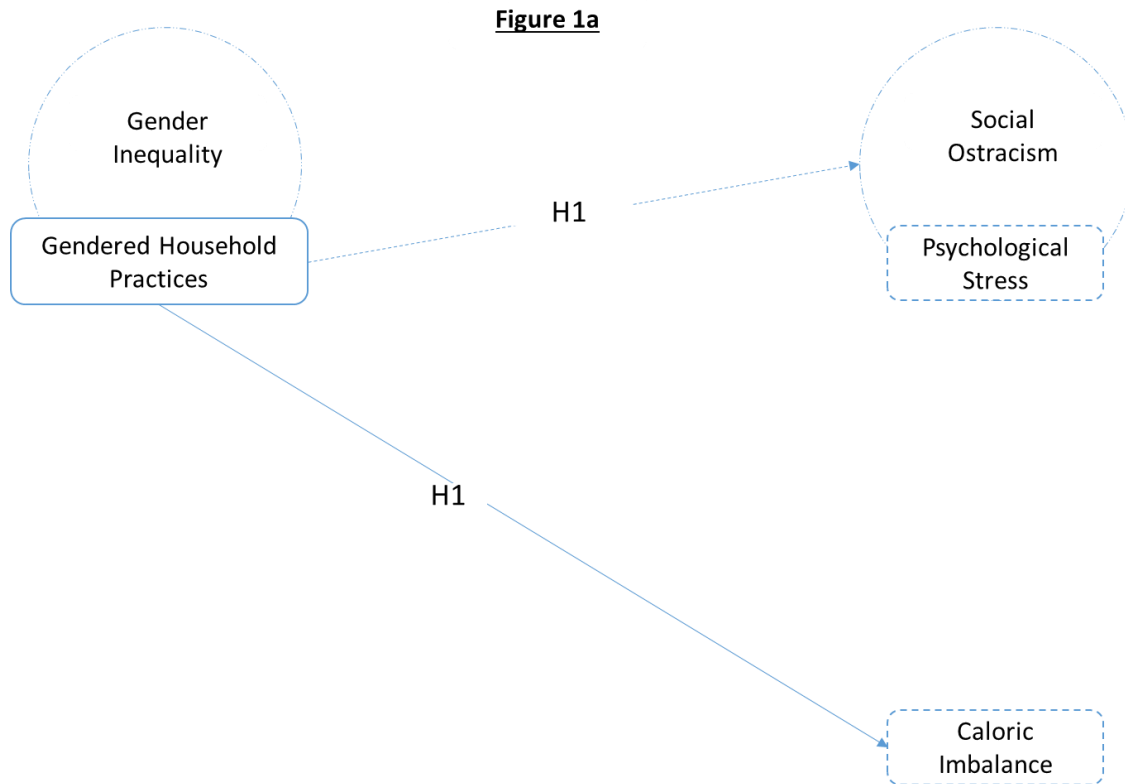 Figure 1a
Gender
Inequality
Social
Ostracism
H1
Gendered Household
Practices
Psychological
Stress
H1
Caloric
Imbalance